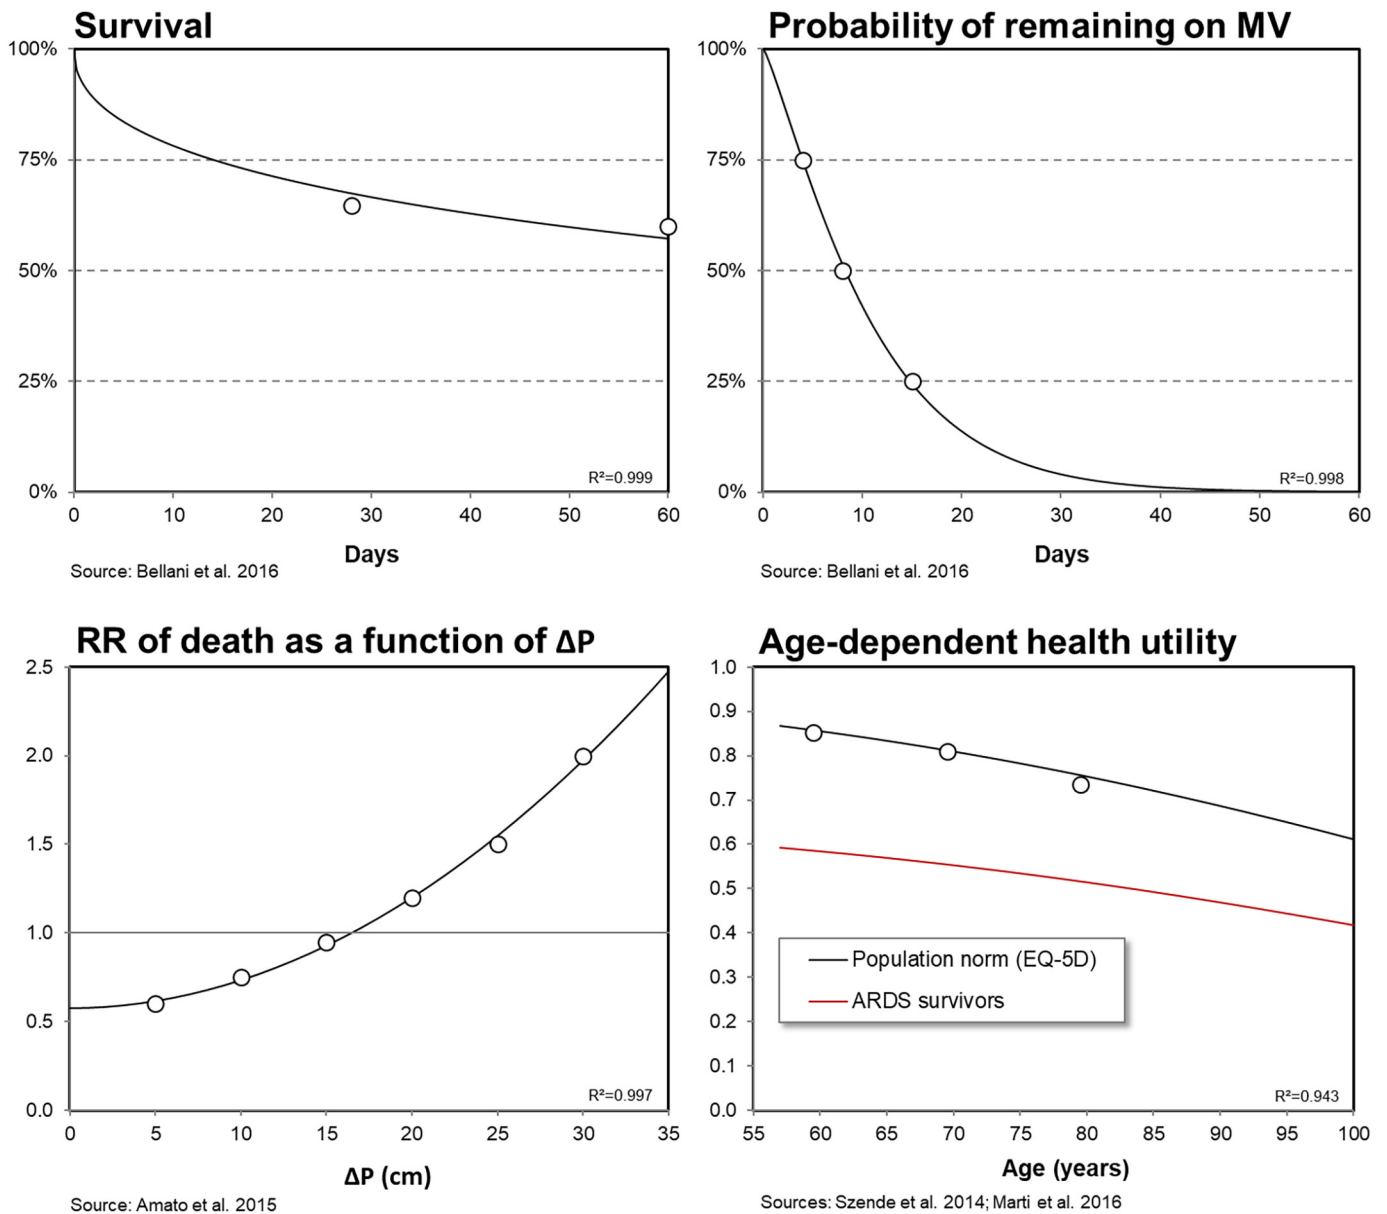 Survival
100%
75%
50%
25%
0%
R²=0.999
0 10 20 30 40 50 60
Days
Source: Bellani et al. 2016
Probability of remaining on MV
100%
75%
50%
25%
0%
R²=0.998
0 10 20 30 40 50 60
Days
Source: Bellani et al. 2016
RR of death as a function of ΔP
2.5
2.0
1.5
1.0
0.5
0.0
R²=0.997
0 5 10 15 20 25 30 35
ΔP (cm)
Source: Amato et al. 2015
Age-dependent health utility
1.0
0.9
0.8
0.7
0.6
0.5
0.4
0.3
0.2
0.1
0.0
Population norm (EQ-5D)
ARDS survivors
R²=0.943
55 60 65 70 75 80 85 90 95 100
Age (years)
Sources: Szende et al. 2014; Marti et al. 2016